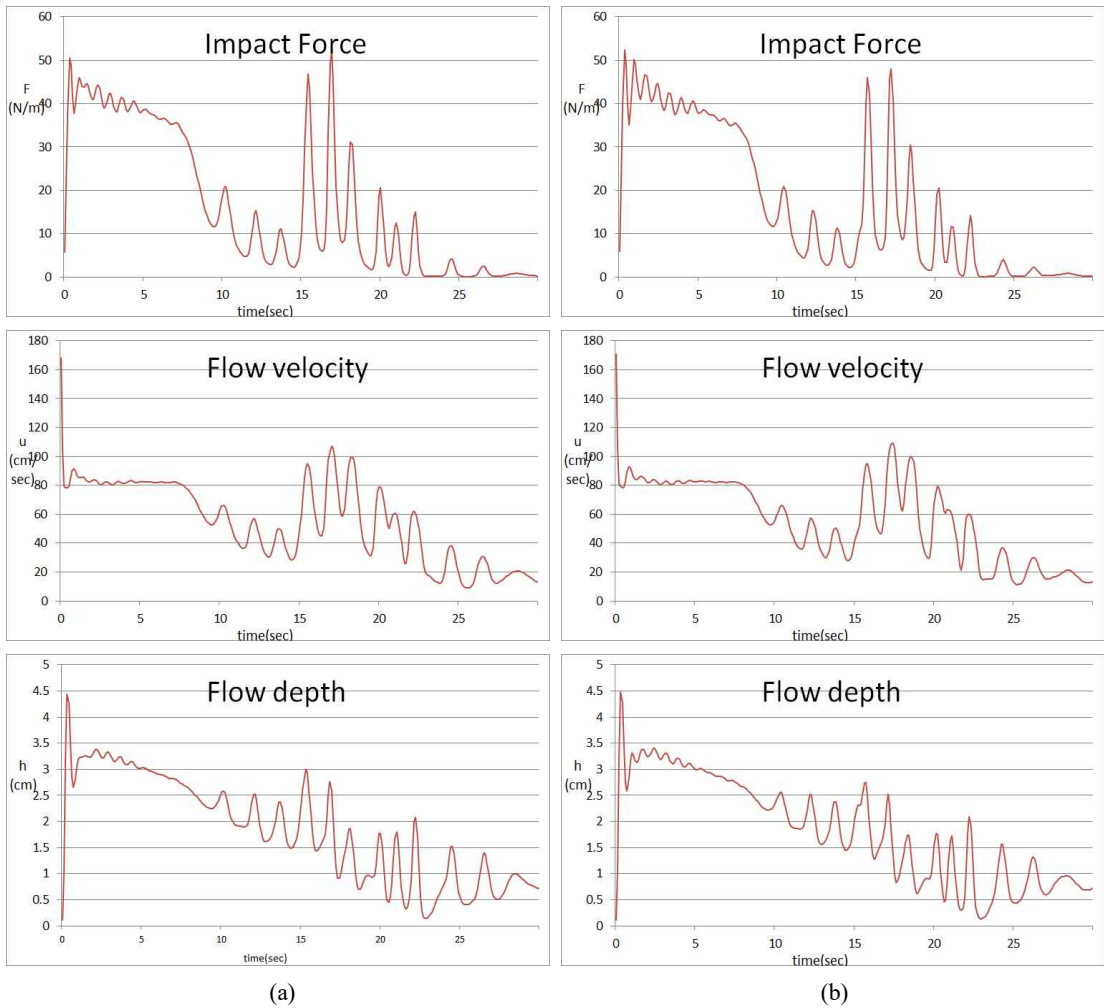 Impact Force
60
50
40
30
20
10
0
F
(N/m)
0 5 10 15 20 25
time(sec)
Impact Force
60
50
40
30
20
10
0
F
(N/m)
0 5 10 15 20 25
time(sec)
Flow velocity
180
160
140
120
100
80
60
40
20
0
u
(cm/
sec)
0 5 10 15 20 25
time(sec)
Flow velocity
180
160
140
120
100
80
60
40
20
0
u
(cm/
sec)
0 5 10 15 20 25
time(sec)
Flow depth
5
4.5
4
3.5
3
2.5
2
1.5
1
0.5
0
h
(cm)
0 5 10 15 20 25
time(sec)
Flow depth
5
4.5
4
3.5
3
2.5
2
1.5
1
0.5
0
h
(cm)
0 5 10 15 20 25
time(sec)
(a)
(b)